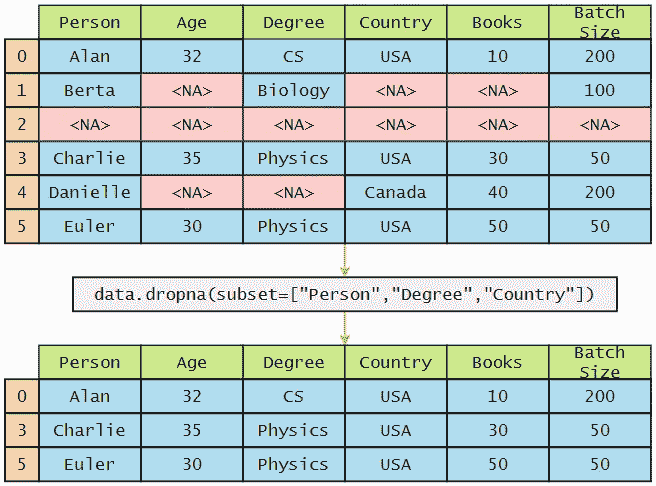 Person Age Degree Country Books Batch Size
0 Alan 32 CS USA 10 200
1 Berta <NA> Biology <NA> <NA> 100
2 <NA> <NA> <NA> <NA> <NA> <NA>
3 Charlie 35 Physics USA 30 50
4 Danielle <NA> <NA> Canada 40 200
5 Euler 30 Physics USA 50 50
data.dropna(subset=["Person","Degree","Country"])
Person Age Degree Country Books Batch Size
0 Alan 32 CS USA 10 200
3 Charlie 35 Physics USA 30 50
5 Euler 30 Physics USA 50 50